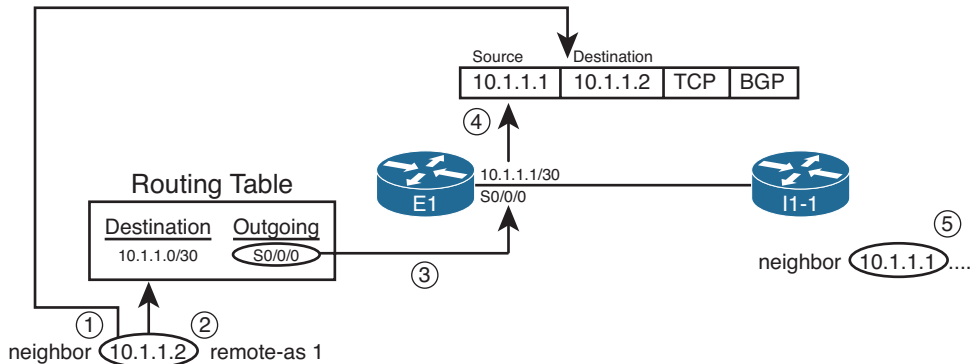 Source Destination
10.1.1.1 10.1.1.2 TCP BGP
④
10.1.1.1/30
S0/0/0
E1
I1-1
Routing Table
Destination Outgoing
10.1.1.0/30 S0/0/0
③
⑤
neighbor 10.1.1.1 ....
① ②
neighbor 10.1.1.2 remote-as 1